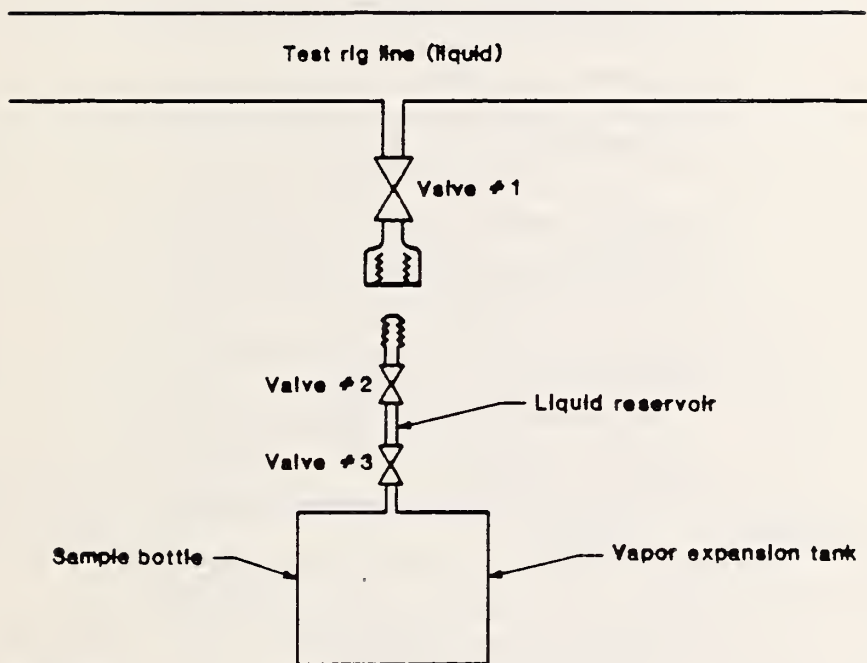 Test rig line (liquid)
Valve #1
Valve #2
Liquid reservoir
Valve #3
Sample bottle
Vapor expansion tank